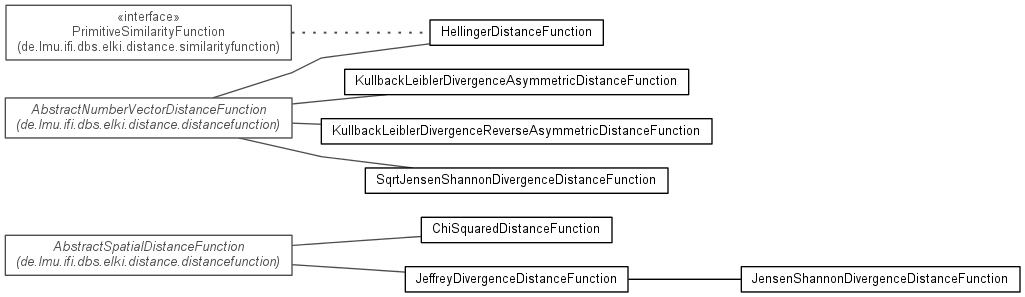 «interface»
PrimitiveSimilarityFunction
(de.lmu.ifi.dbs.elki.distance.similarityfunction)
HellingerDistanceFunction
KullbackLeiblerDivergenceAsymmetricDistanceFunction
AbstractNumberVectorDistanceFunction
(de.lmu.ifi.dbs.elki.distance.distancefunction)
KullbackLeiblerDivergenceReverseAsymmetricDistanceFunction
SqrtJensenShannonDivergenceDistanceFunction
ChiSquaredDistanceFunction
AbstractSpatialDistanceFunction
(de.lmu.ifi.dbs.elki.distance.distancefunction)
JeffreyDivergenceDistanceFunction
JensenShannonDivergenceDistanceFunction